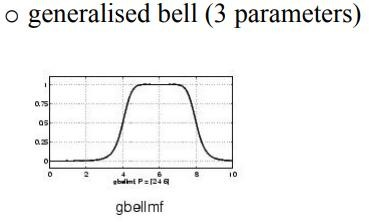 o generalised bell (3 parameters)
1
0.75
0.5
0.25
0
0 2 4 6 8 10
gbellmf, P = [2 4 6]
gbellmf